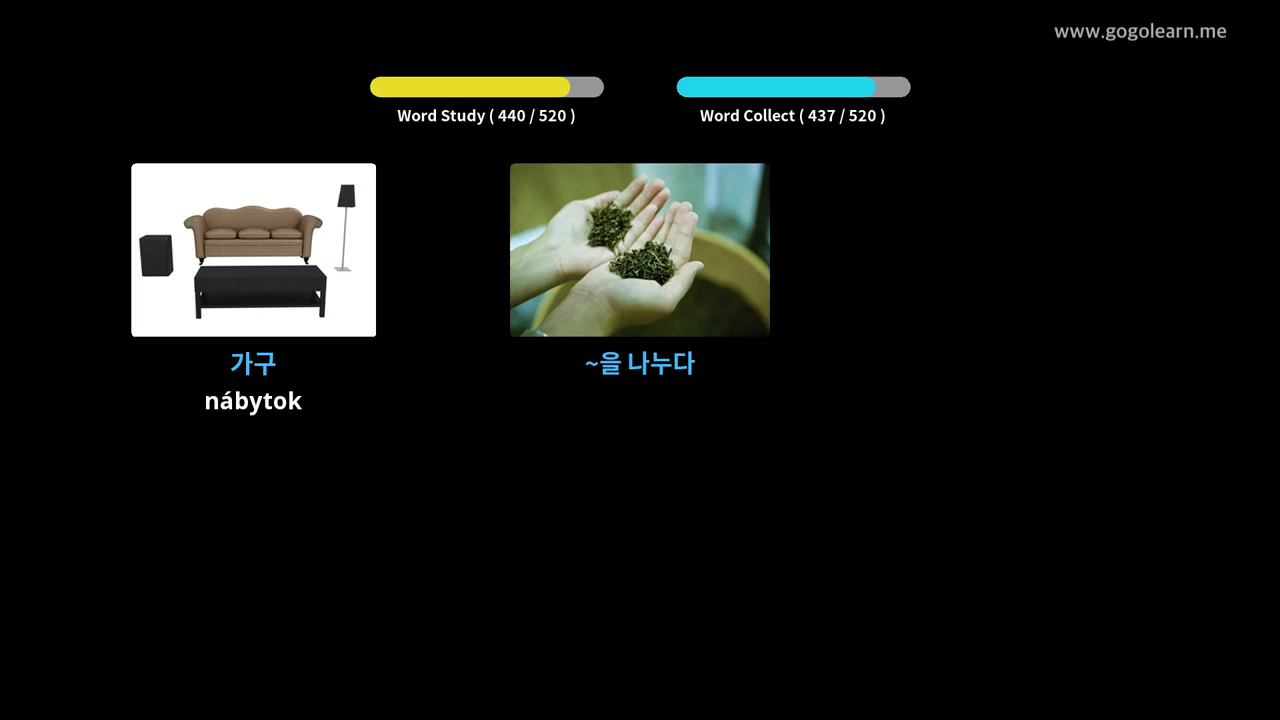 www.gogolearn.me
Word Study ( 440 / 520 )
Word Collect ( 437 / 520 )
가구
nábytok
~을 나누다